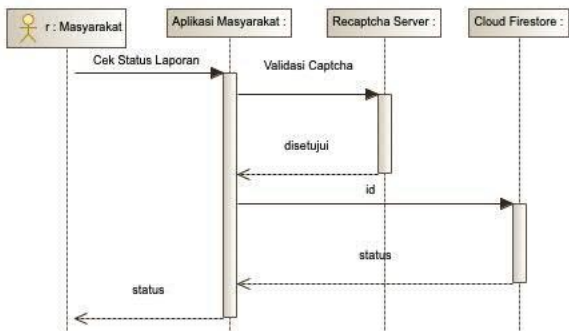 r : Masyarakat
Aplikasi Masyarakat :
Recaptcha Server :
Cloud Firestore :
Cek Status Laporan
Validasi Captcha
disetujui
id
status
status